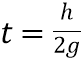 t = h/2g